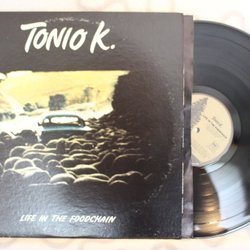 TONIO K.
LIFE IN THE FOODCHAIN